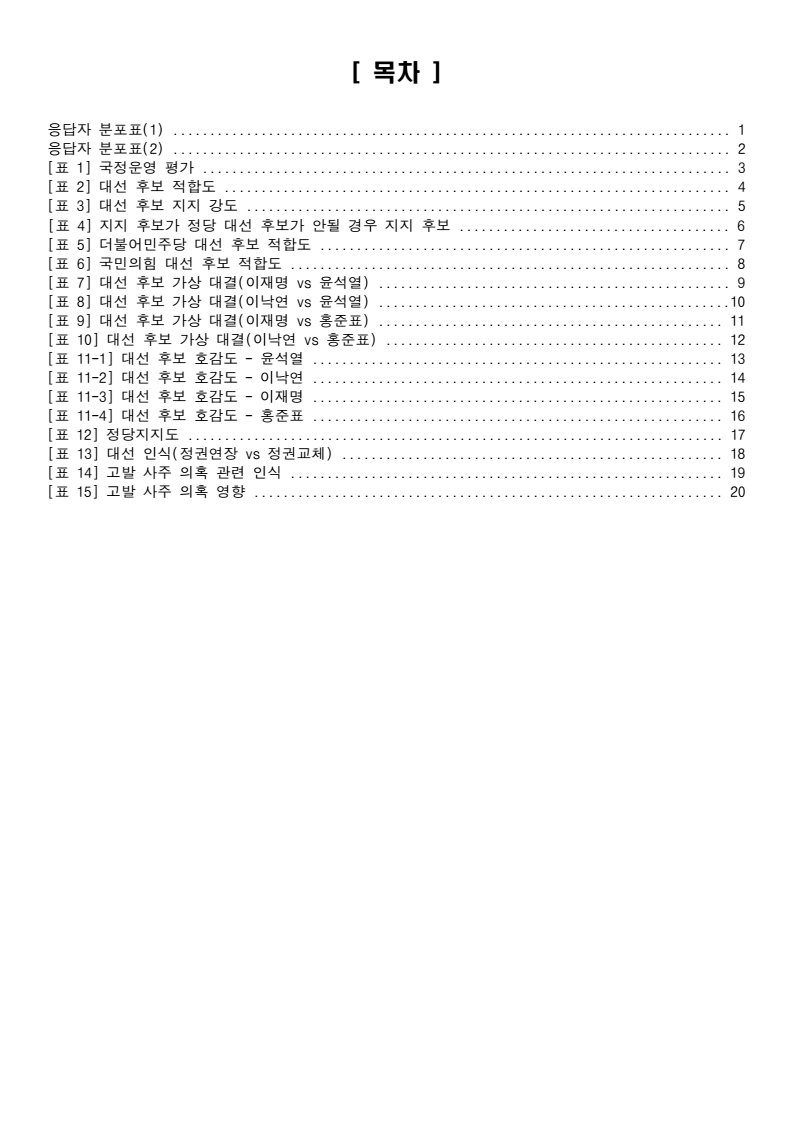 [ 목차 ]
응답자 분포표(1) ........................................................................... 1
응답자 분포표(2) ........................................................................... 2
[표 1] 국정운영 평가 ....................................................................... 3
[표 2] 대선 후보 적합도 .................................................................... 4
[표 3] 대선 후보 지지 강도 ................................................................. 5
[표 4] 지지 후보가 정당 대선 후보가 안될 경우 지지 후보 ..................................... 6
[표 5] 더불어민주당 대선 후보 적합도 ........................................................ 7
[표 6] 국민의힘 대선 후보 적합도 ............................................................ 8
[표 7] 대선 후보 가상 대결(이재명 vs 윤석열) ................................................ 9
[표 8] 대선 후보 가상 대결(이낙연 vs 윤석열) ................................................10
[표 9] 대선 후보 가상 대결(이재명 vs 홍준표) ............................................... 11
[표 10] 대선 후보 가상 대결(이낙연 vs 홍준표) .............................................. 12
[표 11-1] 대선 후보 호감도 - 윤석열 ........................................................ 13
[표 11-2] 대선 후보 호감도 - 이낙연 ........................................................ 14
[표 11-3] 대선 후보 호감도 - 이재명 ........................................................ 15
[표 11-4] 대선 후보 호감도 - 홍준표 ........................................................ 16
[표 12] 정당지지도 ......................................................................... 17
[표 13] 대선 인식(정권연장 vs 정권교체) .................................................... 18
[표 14] 고발 사주 의혹 관련 인식 ........................................................... 19
[표 15] 고발 사주 의혹 영향 ................................................................ 20